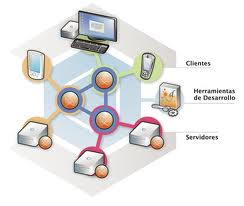 Clientes
Herramientas
de Desarrollo
Servidores